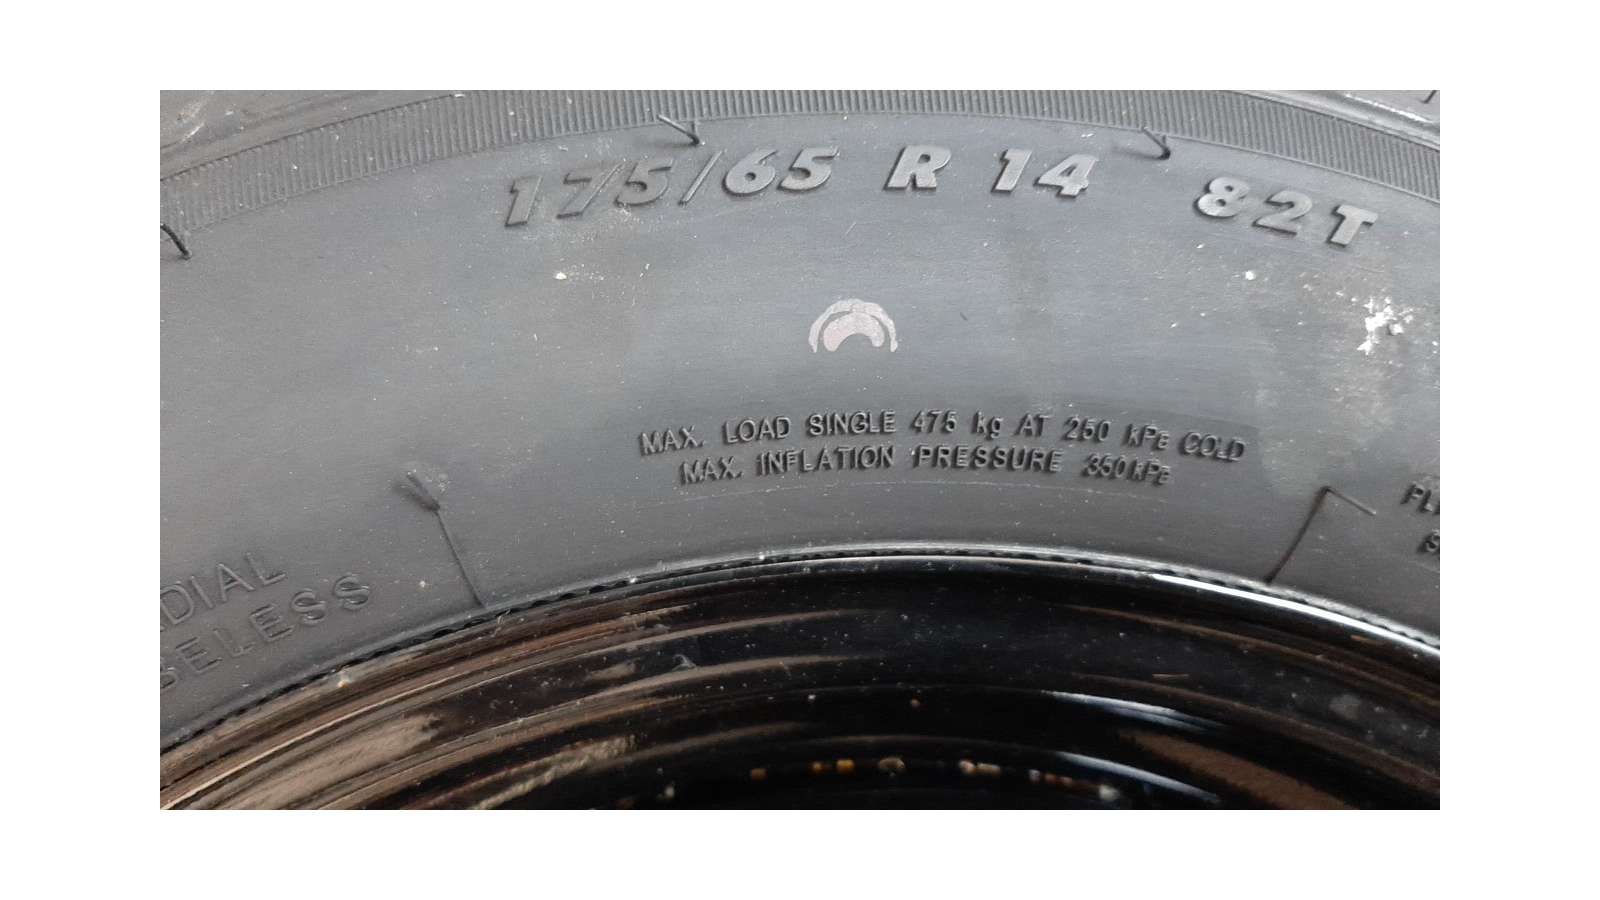 175/65 R 14 82T
MAX. LOAD SINGLE 475 kg AT 250 kPa COLD
MAX. INFLATION PRESSURE 350 kPa